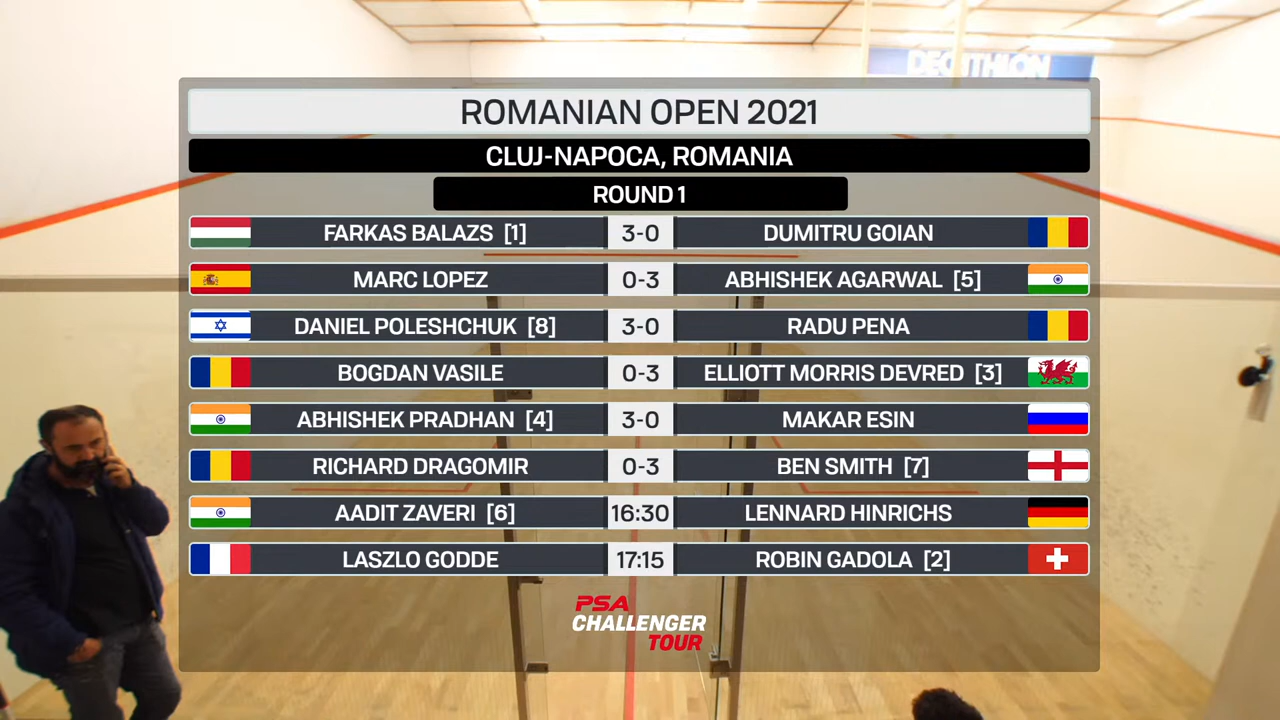 DECATHLON
ROMANIAN OPEN 2021
CLUJ-NAPOCA, ROMANIA
ROUND 1
FARKAS BALAZS [1] 3-0 DUMITRU GOIAN
MARC LOPEZ 0-3 ABHISHEK AGARWAL [5]
DANIEL POLESHCHUK [8] 3-0 RADU PENA
BOGDAN VASILE 0-3 ELLIOTT MORRIS DEVRED [3]
ABHISHEK PRADHAN [4] 3-0 MAKAR ESIN
RICHARD DRAGOMIR 0-3 BEN SMITH [7]
AADIT ZAVERI [6] 16:30 LENNARD HINRICHS
LASZLO GODDE 17:15 ROBIN GADOLA [2]
PSA
CHALLENGER
TOUR